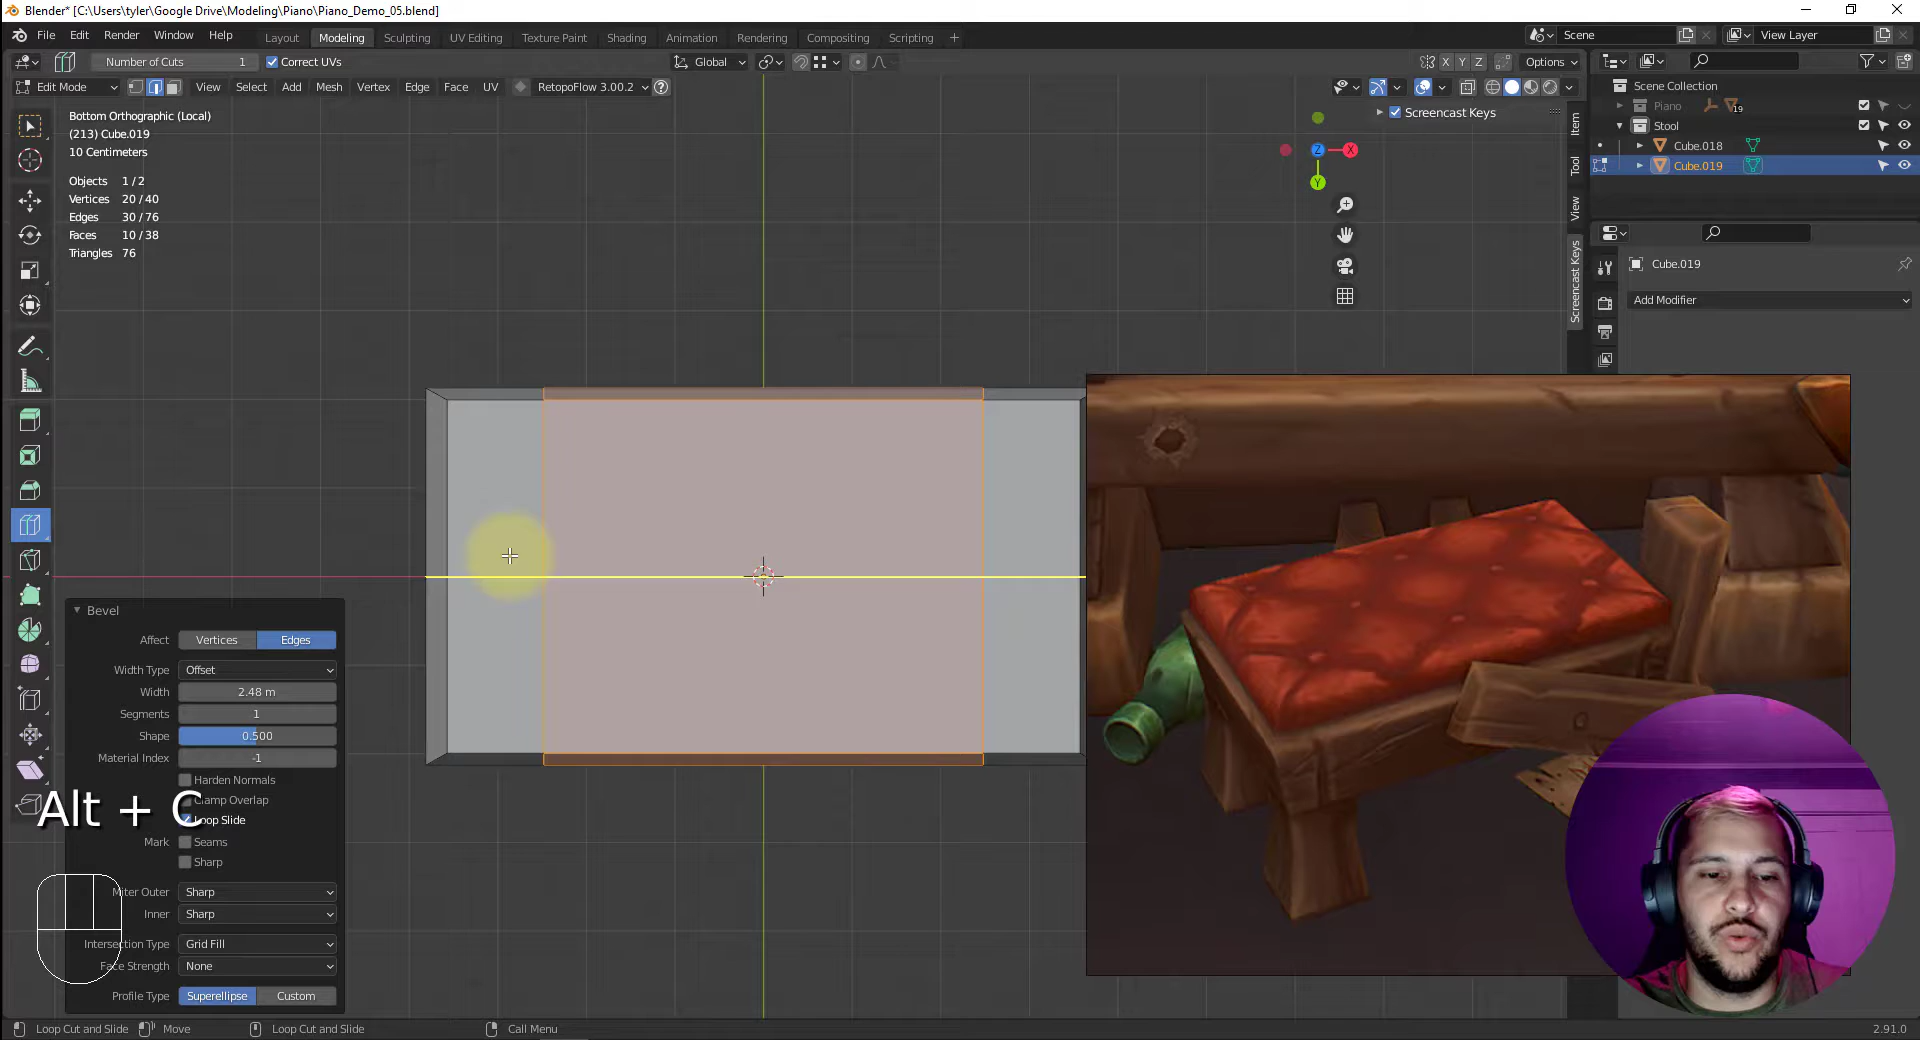 Blender* [C:\Users\tyler\Google Drive\Modeling\Piano\Piano_Demo_05.blend]
File Edit Render Window Help Layout Modeling Sculpting UV Editing Texture Paint Shading Animation Rendering Compositing Scripting + Scene View Layer
Number of Cuts 1 Correct UVs Global X Y Z Options
Edit Mode View Select Add Mesh Vertex Edge Face UV RetopoFlow 3.00.2
Bottom Orthographic (Local)
(213) Cube.019
10 Centimeters
Objects 1 / 2
Vertices 20 / 40
Edges 30 / 76
Faces 10 / 38
Triangles 76
Screencast Keys
Z X
Y
Item
Tool
View
Screencast Keys
Scene Collection
Piano 19
Stool
Cube.018
Cube.019
Cube.019
Add Modifier
Bevel
Affect Vertices Edges
Width Type Offset
Width 2.48 m
Segments 1
Shape 0.500
Material Index -1
Harden Normals
Clamp Overlap
Alt + C
Loop Slide
Mark Seams
Sharp
Miter Outer Sharp
Inner Sharp
Intersection Type Grid Fill
Face Strength None
Profile Type Superellipse Custom
Loop Cut and Slide Move Loop Cut and Slide Call Menu 2.91.0